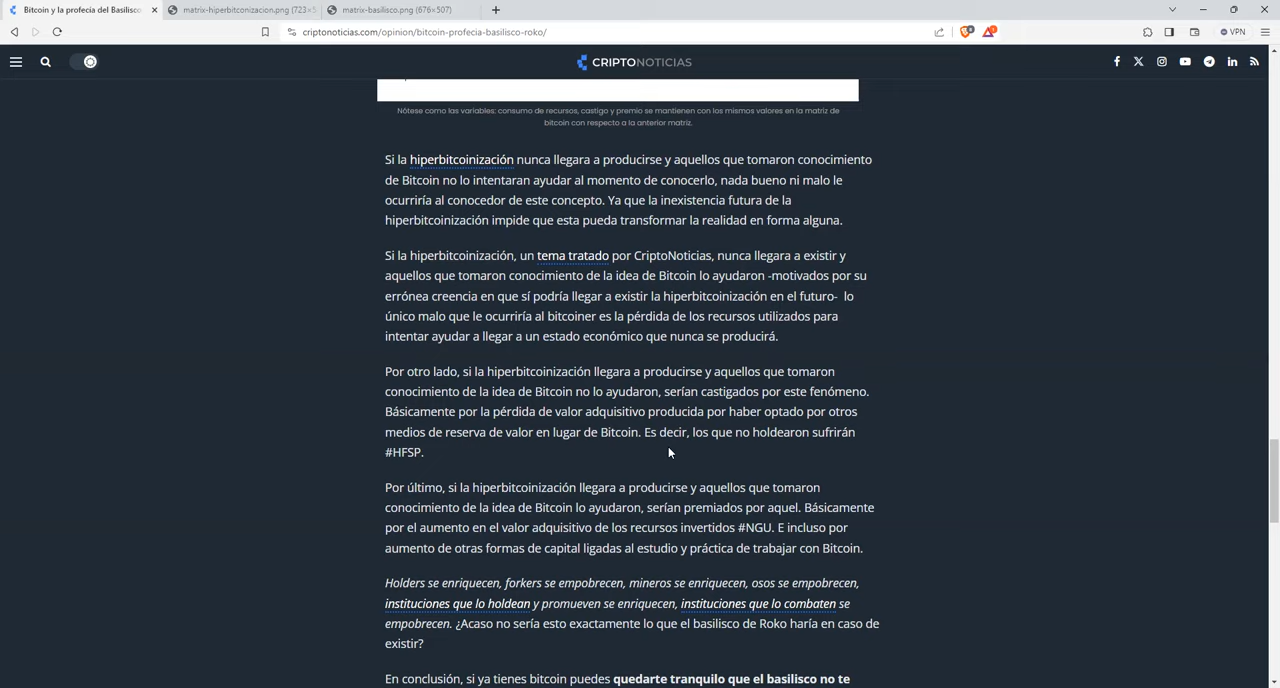 Bitcoin y la profecía del Basilisco
matrix-hiperbitconizacion.png (723×5
matrix-basilisco.png (676×507)
criptonoticias.com/opinion/bitcoin-profecia-basilisco-roko/
VPN
CRIPTONOTICIAS
Nótese como las variables: consumo de recursos, castigo y premio se mantienen con los mismos valores en la matriz de
bitcoin con respecto a la anterior matriz.
Si la hiperbitcoinización nunca llegara a producirse y aquellos que tomaron conocimiento
de Bitcoin no lo intentaran ayudar al momento de conocerlo, nada bueno ni malo le
ocurriría al conocedor de este concepto. Ya que la inexistencia futura de la
hiperbitcoinización impide que esta pueda transformar la realidad en forma alguna.
Si la hiperbitcoinización, un tema tratado por CriptoNoticias, nunca llegara a existir y
aquellos que tomaron conocimiento de la idea de Bitcoin lo ayudaron -motivados por su
errónea creencia en que sí podría llegar a existir la hiperbitcoinización en el futuro- lo
único malo que le ocurriría al bitcoiner es la pérdida de los recursos utilizados para
intentar ayudar a llegar a un estado económico que nunca se producirá.
Por otro lado, si la hiperbitcoinización llegara a producirse y aquellos que tomaron
conocimiento de la idea de Bitcoin no lo ayudaron, serían castigados por este fenómeno.
Básicamente por la pérdida de valor adquisitivo producida por haber optado por otros
medios de reserva de valor en lugar de Bitcoin. Es decir, los que no holdearon sufrirán
#HFSP.
Por último, si la hiperbitcoinización llegara a producirse y aquellos que tomaron
conocimiento de la idea de Bitcoin lo ayudaron, serían premiados por aquel. Básicamente
por el aumento en el valor adquisitivo de los recursos invertidos #NGU. E incluso por
aumento de otras formas de capital ligadas al estudio y práctica de trabajar con Bitcoin.
Holders se enriquecen, forkers se empobrecen, mineros se enriquecen, osos se empobrecen,
instituciones que lo holdean y promueven se enriquecen, instituciones que lo combaten se
empobrecen. ¿Acaso no sería esto exactamente lo que el basilisco de Roko haría en caso de
existir?
En conclusión, si ya tienes bitcoin puedes quedarte tranquilo que el basilisco no te